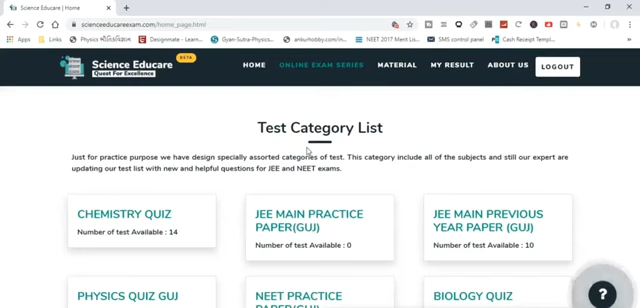 Science Educare | Home
scienceeducareexam.com/home_page.html
Apps Links Designmate - Learn... Gyan-Sutra-Physics... ankurhobby.com/in... NEET 2017 Merit Lis... SMS control panel Cash Receipt Templ...
Science Educare BETA
Quest For Excellence
HOME ONLINE EXAM SERIES MATERIAL MY RESULT ABOUT US LOGOUT
Test Category List
Just for practice purpose we have design specially assorted categories of test. This category include all of the subjects and still our expert are
updating our test list with new and helpful questions for JEE and NEET exams.
CHEMISTRY QUIZ
Number of test Available : 14
JEE MAIN PRACTICE
PAPER(GUJ)
Number of test Available : 0
JEE MAIN PREVIOUS
YEAR PAPER (GUJ)
Number of test Available : 10
PHYSICS QUIZ GUJ
NEET PRACTICE
PAPER(GUJ)
BIOLOGY QUIZ
?